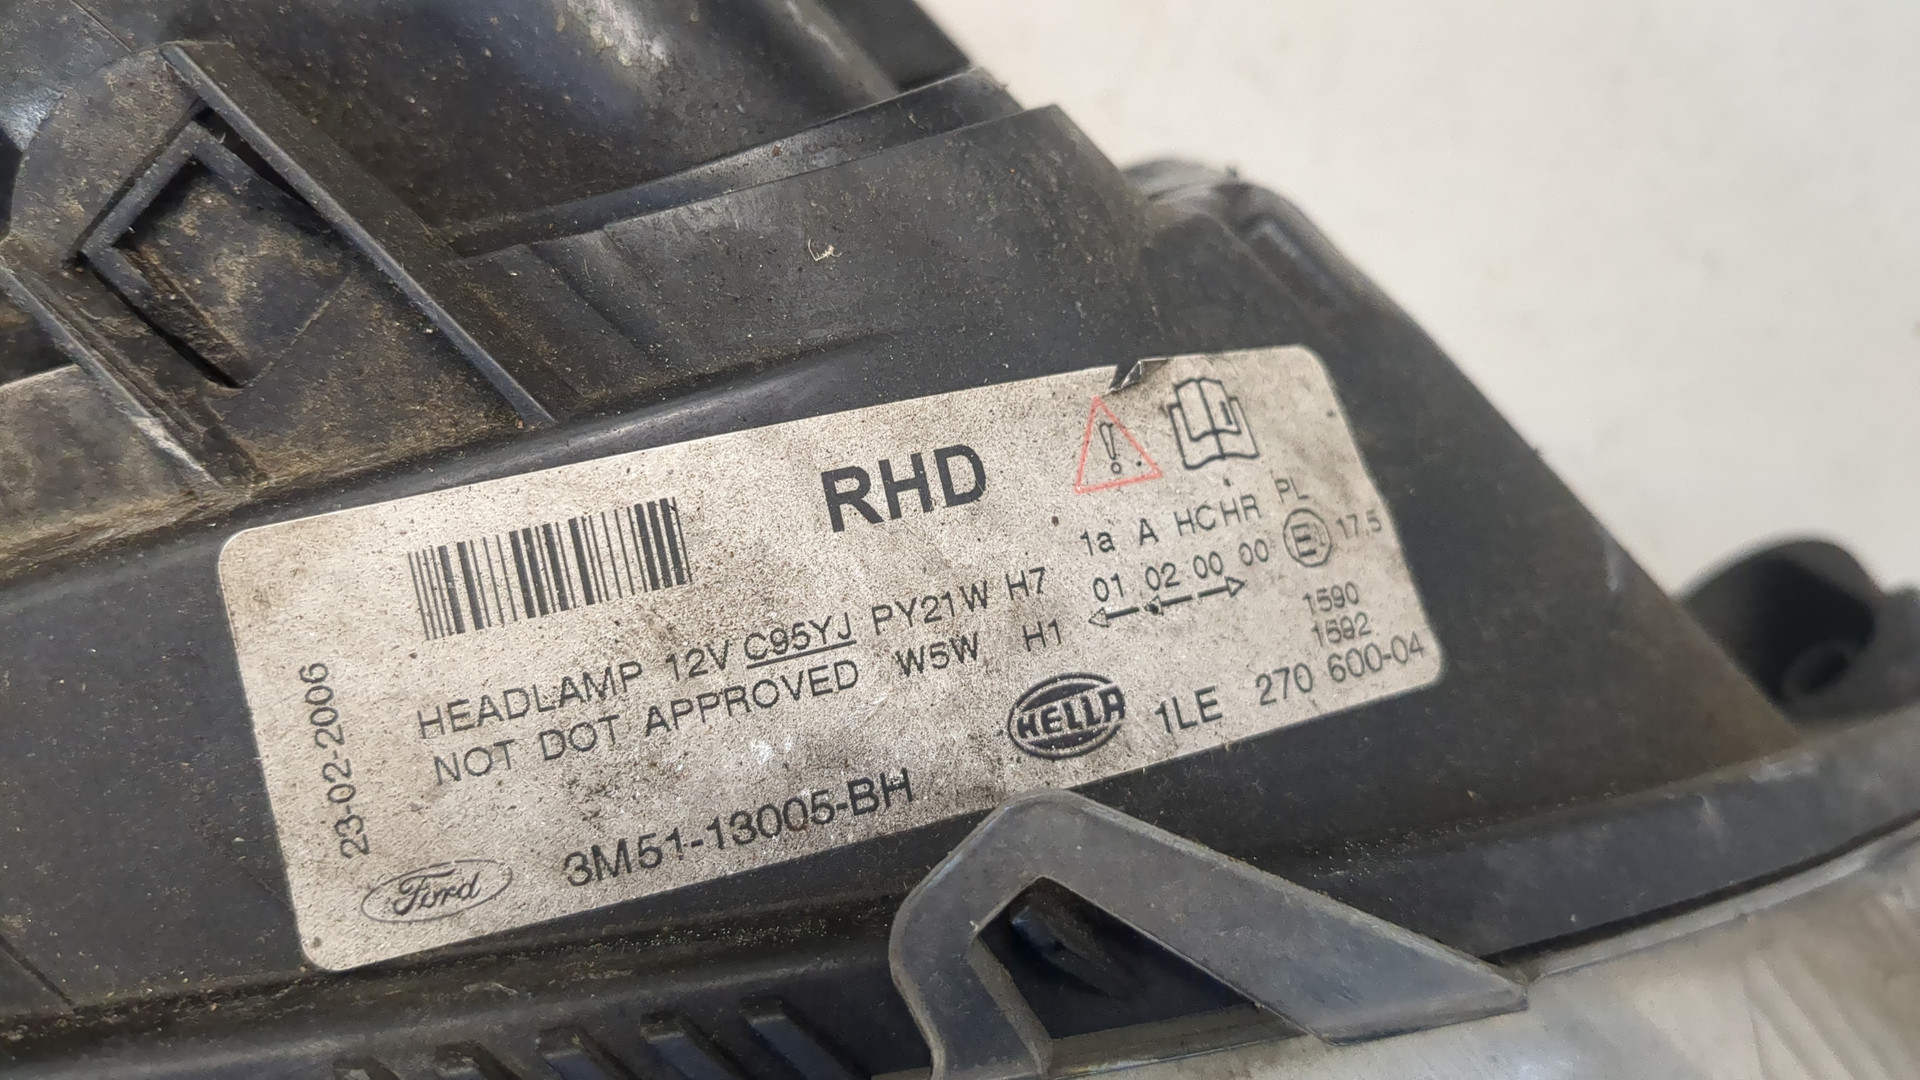 RHD
1a A HCHR PL
01 02 00 00 E1 17.5
HEADLAMP 12V C95YJ PY21W H7
NOT DOT APPROVED W5W H1
1590
1592
HELLA 1LE 270 600-04
3M51-13005-BH
Ford
23-02-2006